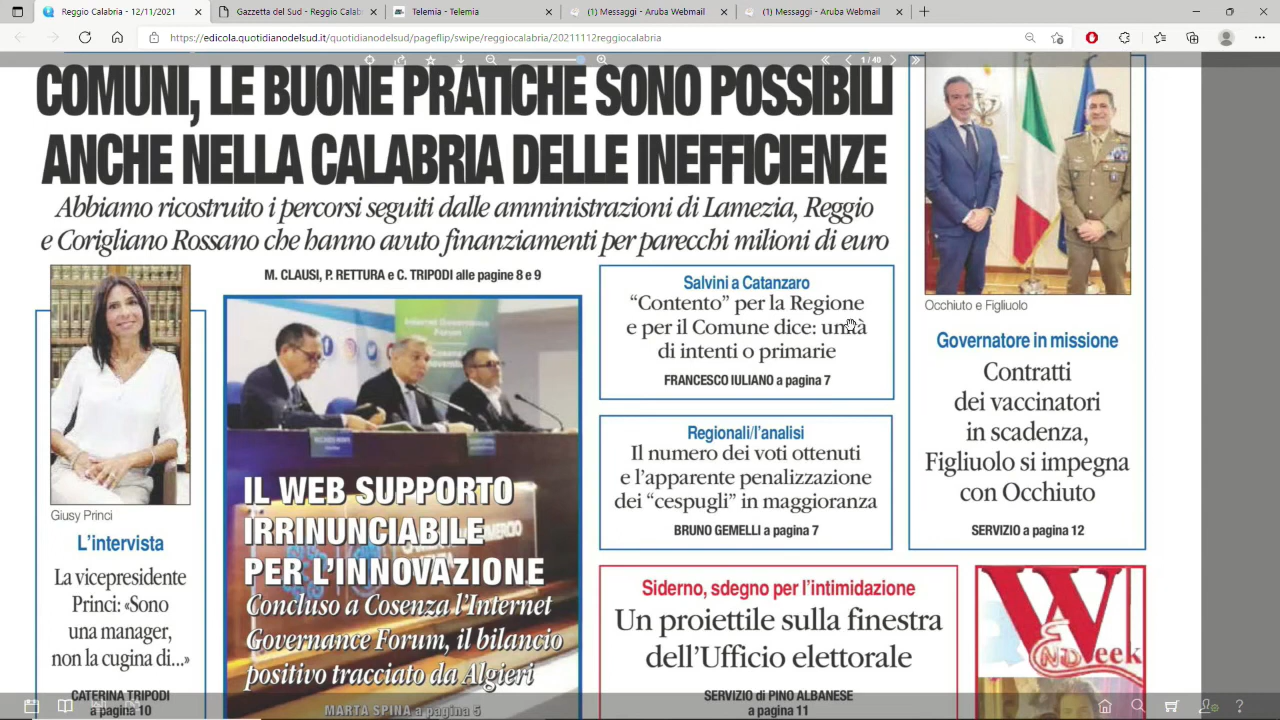 Reggio Calabria - 12/11/2021
Gazzetta del Sud - Reggio Calabr
Telemia - Telemia
(1) Messaggi - Aruba Webmail
(1) Messaggi - Aruba Webmail
https://edicola.quotidianodelsud.it/quotidianodelsud/pageflip/swipe/reggiocalabria/20211112reggiocalabria
1 / 40
COMUNI, LE BUONE PRATICHE SONO POSSIBILI
ANCHE NELLA CALABRIA DELLE INEFFICIENZE
Abbiamo ricostruito i percorsi seguiti dalle amministrazioni di Lamezia, Reggio
e Corigliano Rossano che hanno avuto finanziamenti per parecchi milioni di euro
M. CLAUSI, P. RETTURA e C. TRIPODI alle pagine 8 e 9
Giusy Princi
L'intervista
La vicepresidente
Princi: «Sono
una manager,
non la cugina di...»
CATERINA TRIPODI
a pagina 10
Internet Governance
Forum
IL WEB SUPPORTO
IRRINUNCIABILE
PER L'INNOVAZIONE
Concluso a Cosenza l'Internet
Governance Forum, il bilancio
positivo tracciato da Algieri
MARTA SPINA a pagina 5
Salvini a Catanzaro
“Contento” per la Regione
e per il Comune dice: unità
di intenti o primarie
FRANCESCO IULIANO a pagina 7
Regionali/l'analisi
Il numero dei voti ottenuti
e l'apparente penalizzazione
dei “cespugli” in maggioranza
BRUNO GEMELLI a pagina 7
Occhiuto e Figliuolo
Governatore in missione
Contratti
dei vaccinatori
in scadenza,
Figliuolo si impegna
con Occhiuto
SERVIZIO a pagina 12
Siderno, sdegno per l'intimidazione
Un proiettile sulla finestra
dell'Ufficio elettorale
SERVIZIO di PINO ALBANESE
a pagina 11
WEEK
END